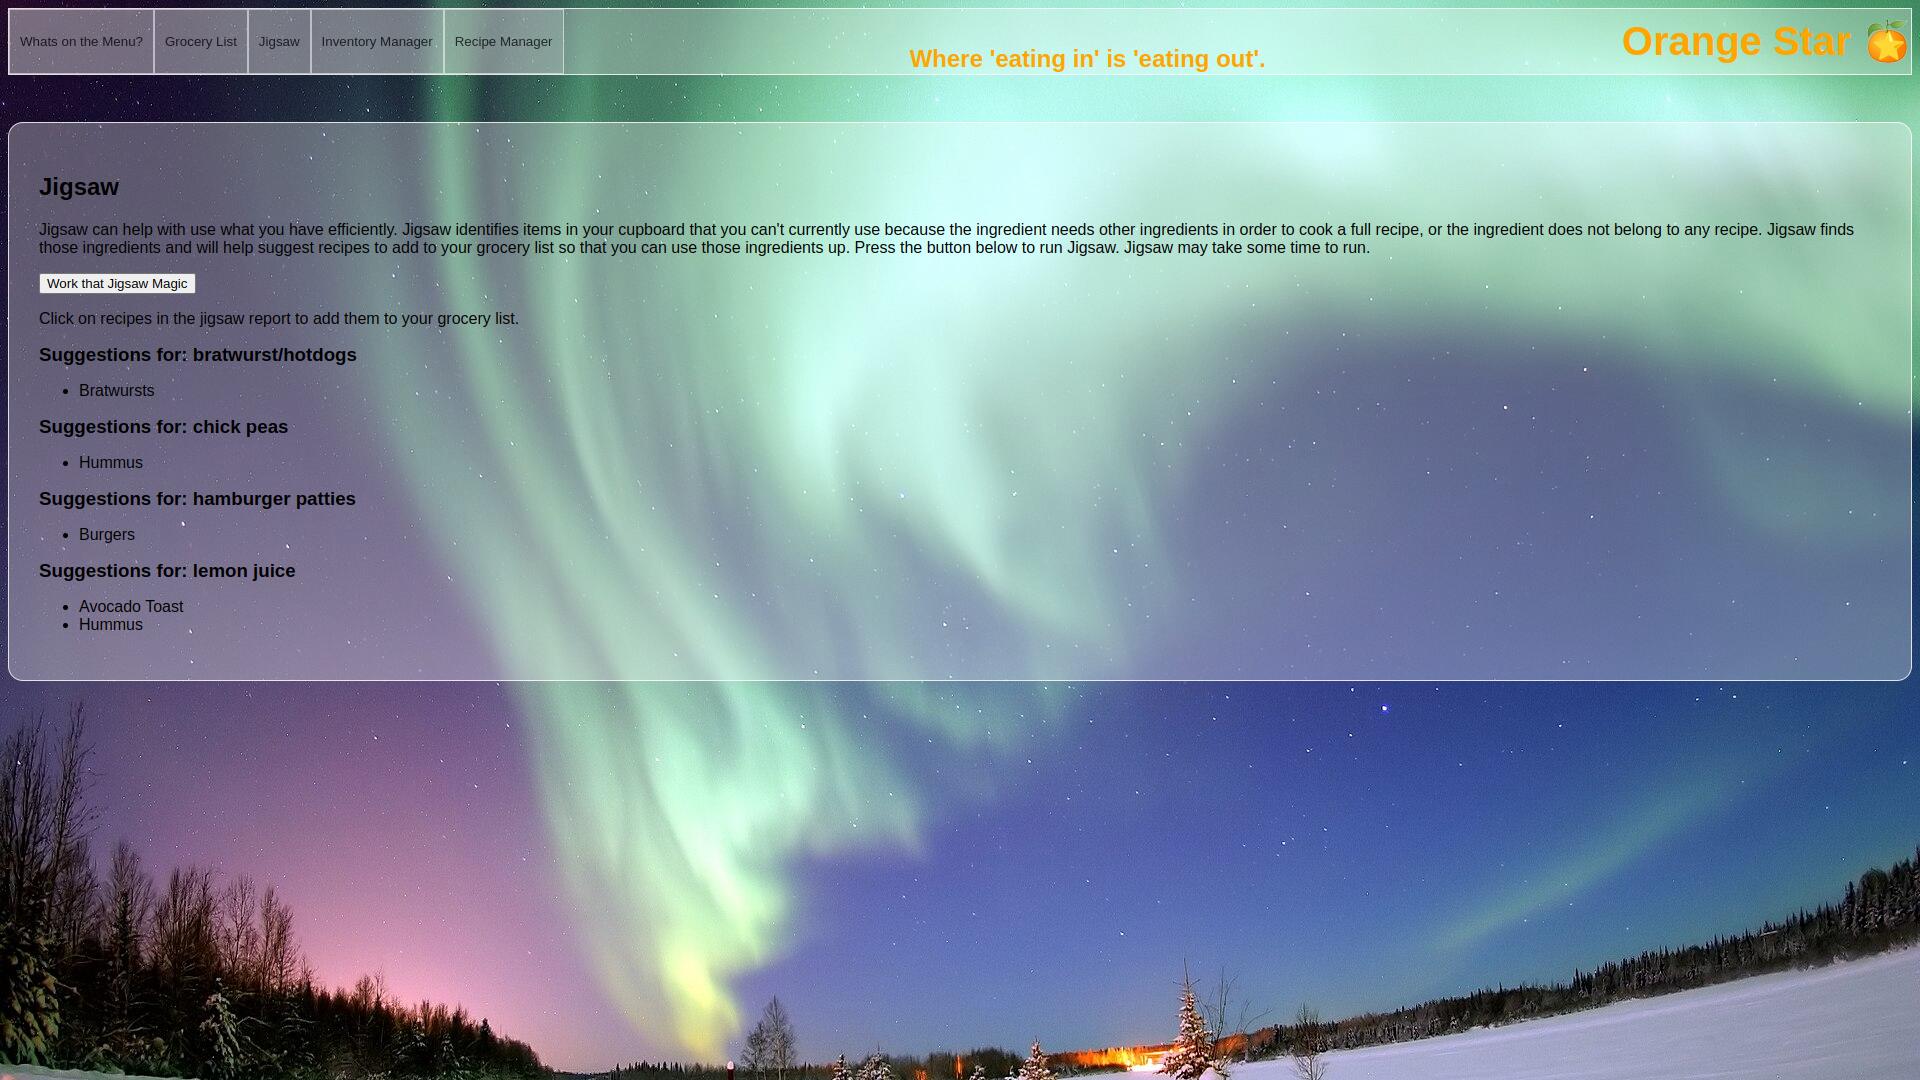 Whats on the Menu?
Grocery List
Jigsaw
Inventory Manager
Recipe Manager
Where 'eating in' is 'eating out'.
Orange Star
Jigsaw
Jigsaw can help with use what you have efficiently. Jigsaw identifies items in your cupboard that you can't currently use because the ingredient needs other ingredients in order to cook a full recipe, or the ingredient does not belong to any recipe. Jigsaw finds
those ingredients and will help suggest recipes to add to your grocery list so that you can use those ingredients up. Press the button below to run Jigsaw. Jigsaw may take some time to run.
Work that Jigsaw Magic
Click on recipes in the jigsaw report to add them to your grocery list.
Suggestions for: bratwurst/hotdogs
• Bratwursts
Suggestions for: chick peas
• Hummus
Suggestions for: hamburger patties
• Burgers
Suggestions for: lemon juice
• Avocado Toast
• Hummus